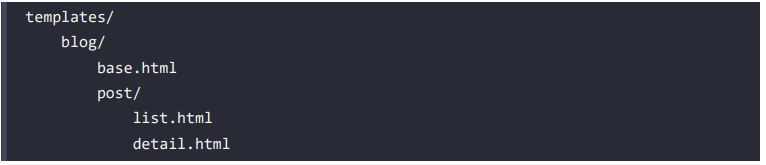 templates/
    blog/
        base.html
        post/
            list.html
            detail.html